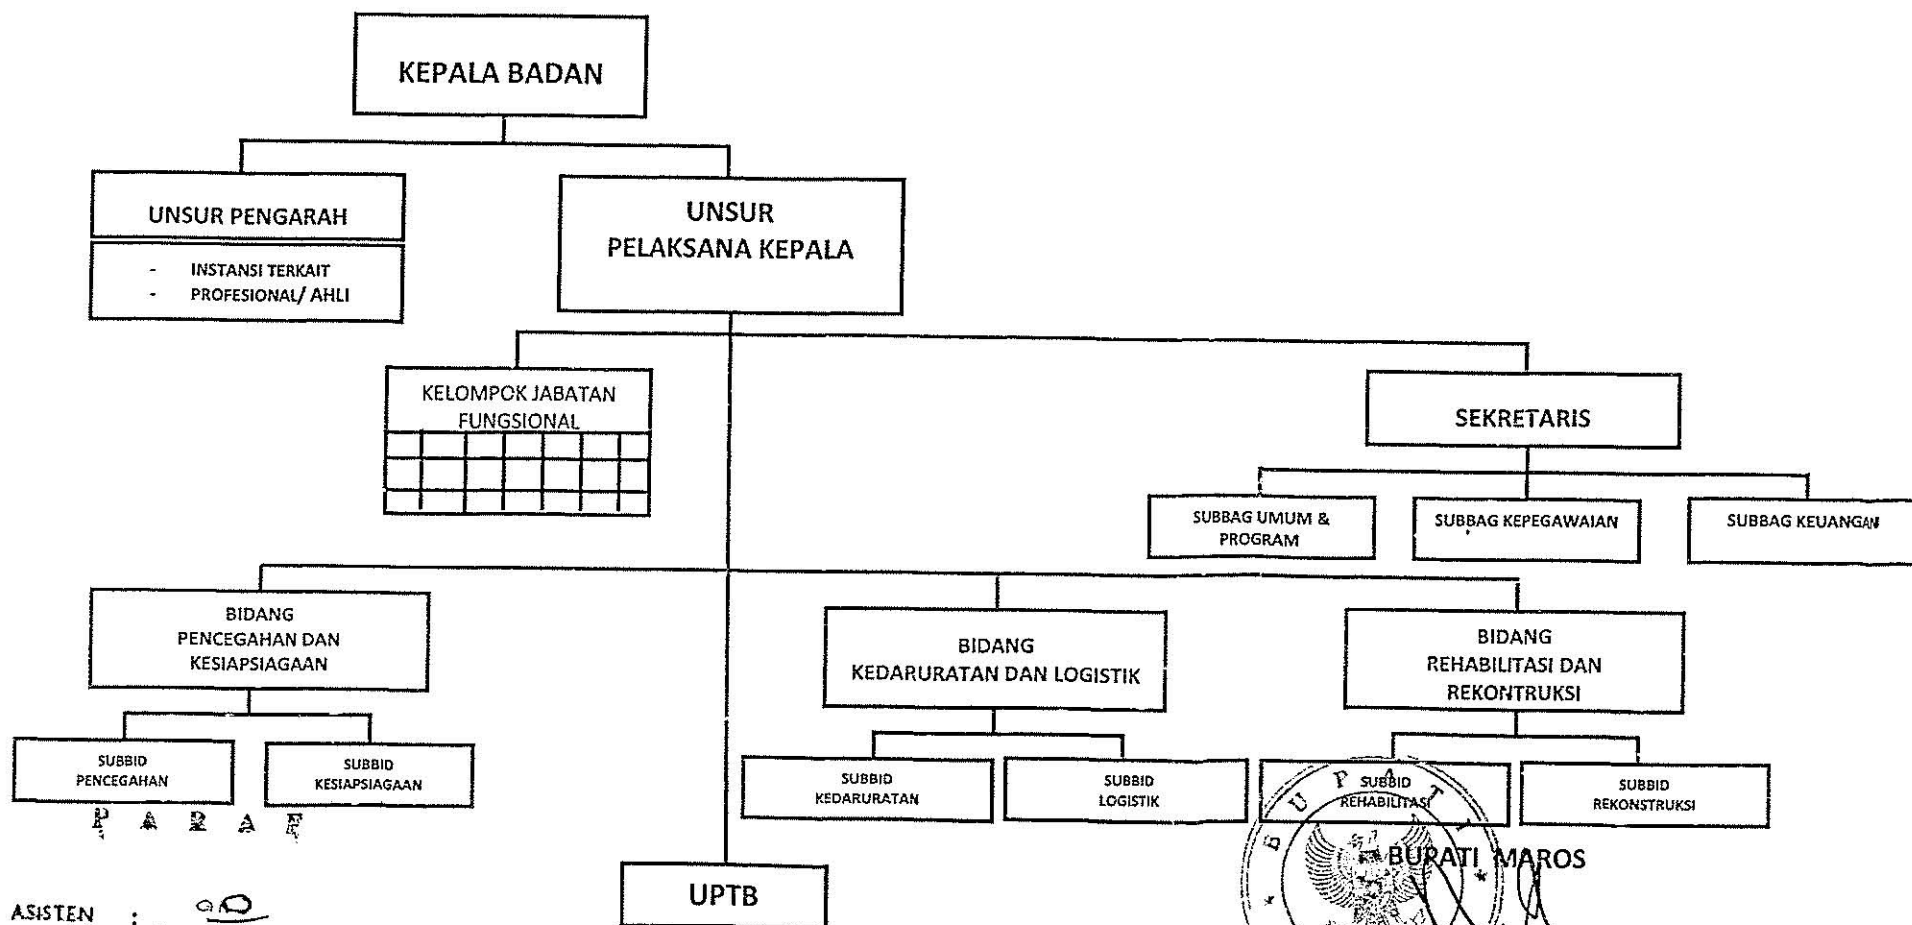 KEPALA BADAN
UNSUR PENGARAH
- INSTANSI TERKAIT
- PROFESIONAL/ AHLI
UNSUR
PELAKSANA KEPALA
KELOMPOK JABATAN
FUNGSIONAL
SEKRETARIS
SUBBAG UMUM &
PROGRAM
SUBBAG KEPEGAWAIAN
SUBBAG KEUANGAN
BIDANG
PENCEGAHAN DAN
KESIAPSIAGAAN
BIDANG
KEDARURATAN DAN LOGISTIK
BIDANG
REHABILITASI DAN
REKONTRUKSI
SUBBID
PENCEGAHAN
SUBBID
KESIAPSIAGAAN
SUBBID
KEDARURATAN
SUBBID
LOGISTIK
SUBBID
REHABILITASI
SUBBID
REKONSTRUKSI
PARAF
BUPATI
BUPATI MAROS
UPTB
ASISTEN :